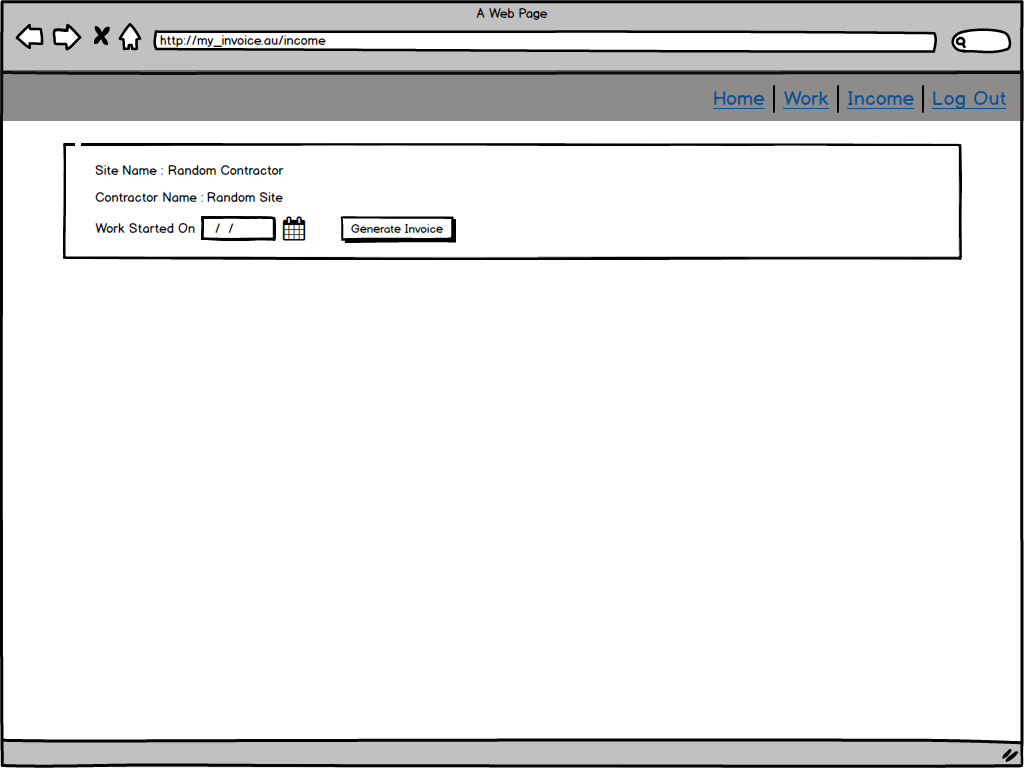 A Web Page
http://my_invoice.au/income
Home Work Income Log Out
Site Name : Random Contractor
Contractor Name : Random Site
Work Started On / / Generate Invoice